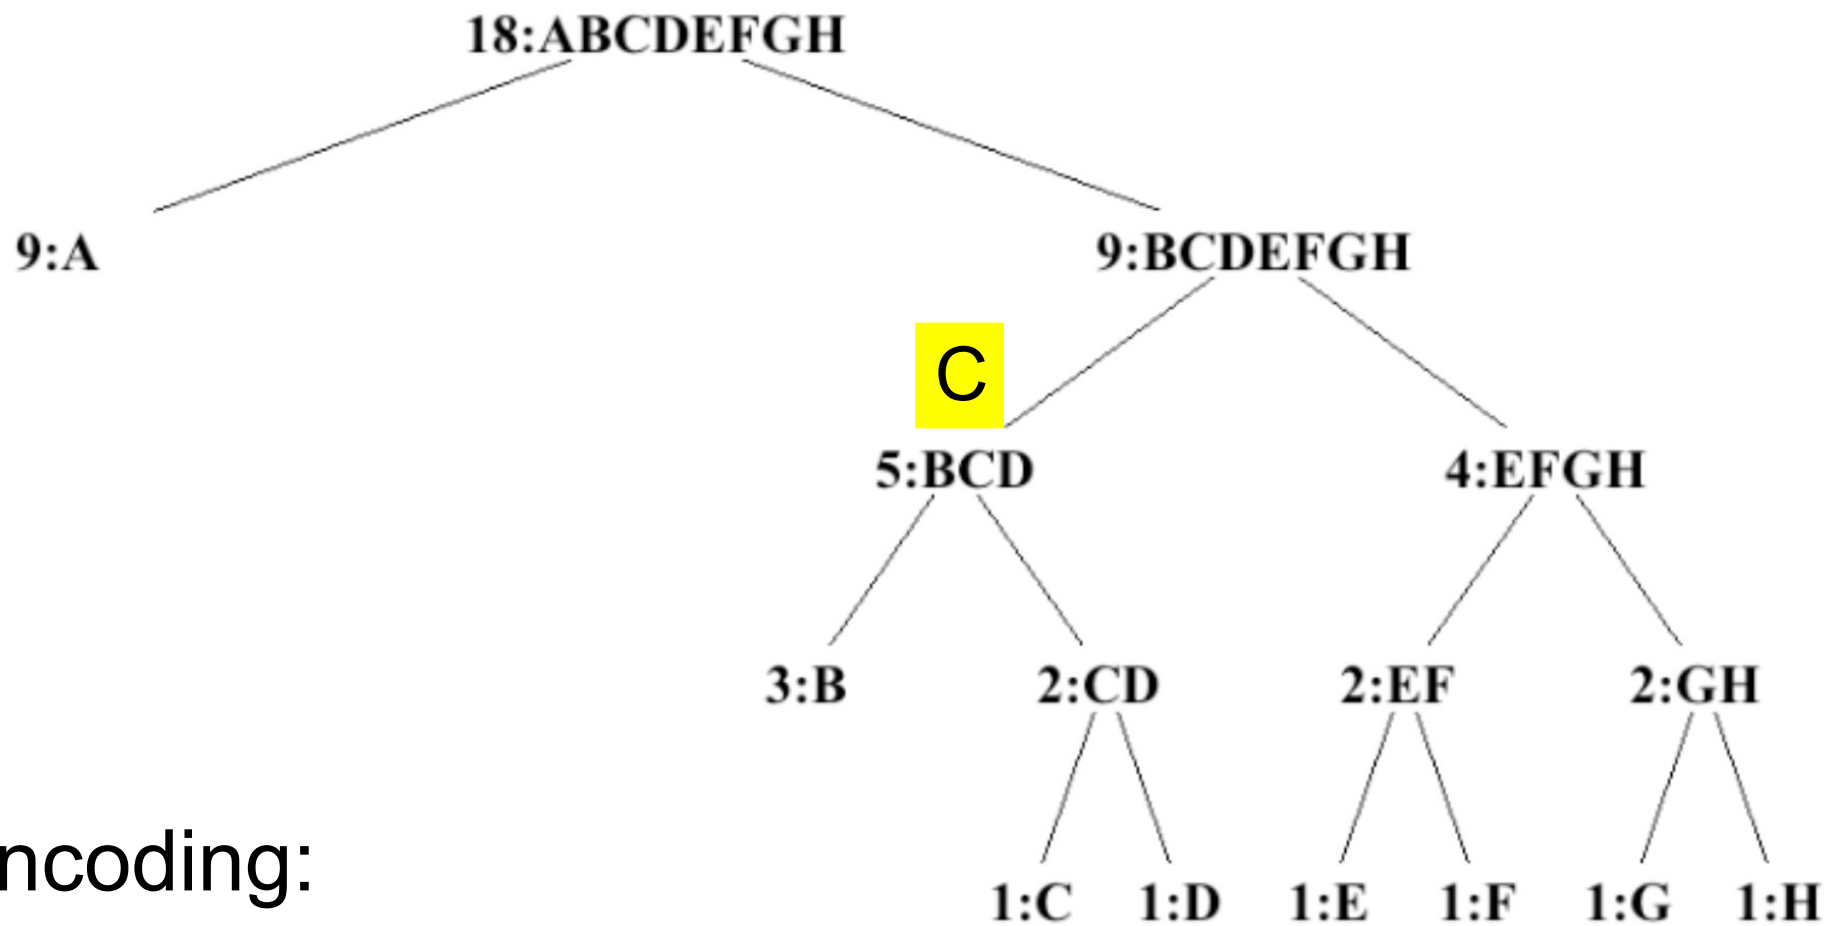 18:ABCDEFGH
9:A 9:BCDEFGH
C
5:BCD 4:EFGH
3:B 2:CD 2:EF 2:GH
ncoding:
1:C 1:D 1:E 1:F 1:G 1:H